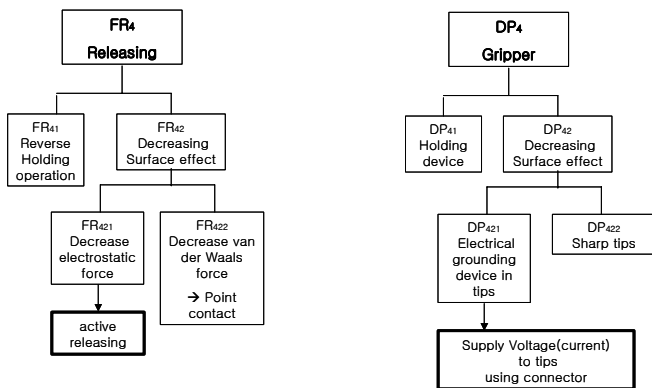 FR4
Releasing
FR41
Reverse
Holding
operation
FR42
Decreasing
Surface effect
FR421
Decrease
electrostatic
force
FR422
Decrease van
der Waals
force
→ Point
contact
active
releasing
DP4
Gripper
DP41
Holding
device
DP42
Decreasing
Surface effect
DP421
Electrical
grounding
device in
tips
DP422
Sharp tips
Supply Voltage(current)
to tips
using connector